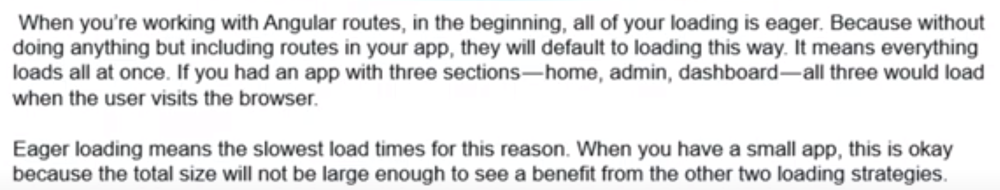 When you're working with Angular routes, in the beginning, all of your loading is eager. Because without
doing anything but including routes in your app, they will default to loading this way. It means everything
loads all at once. If you had an app with three sections—home, admin, dashboard—all three would load
when the user visits the browser.
Eager loading means the slowest load times for this reason. When you have a small app, this is okay
because the total size will not be large enough to see a benefit from the other two loading strategies.